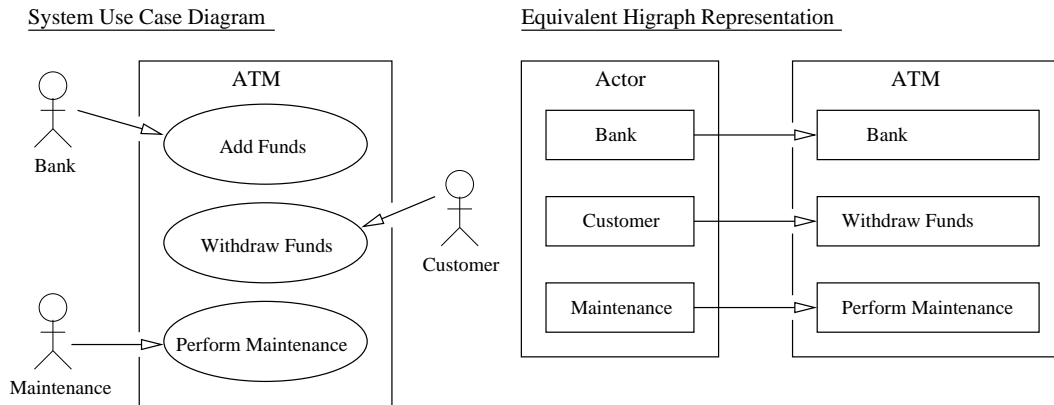 System Use Case Diagram
ATM
Bank
Add Funds
Withdraw Funds
Customer
Perform Maintenance
Maintenance
Equivalent Higraph Representation
Actor
ATM
Bank
Bank
Customer
Withdraw Funds
Maintenance
Perform Maintenance